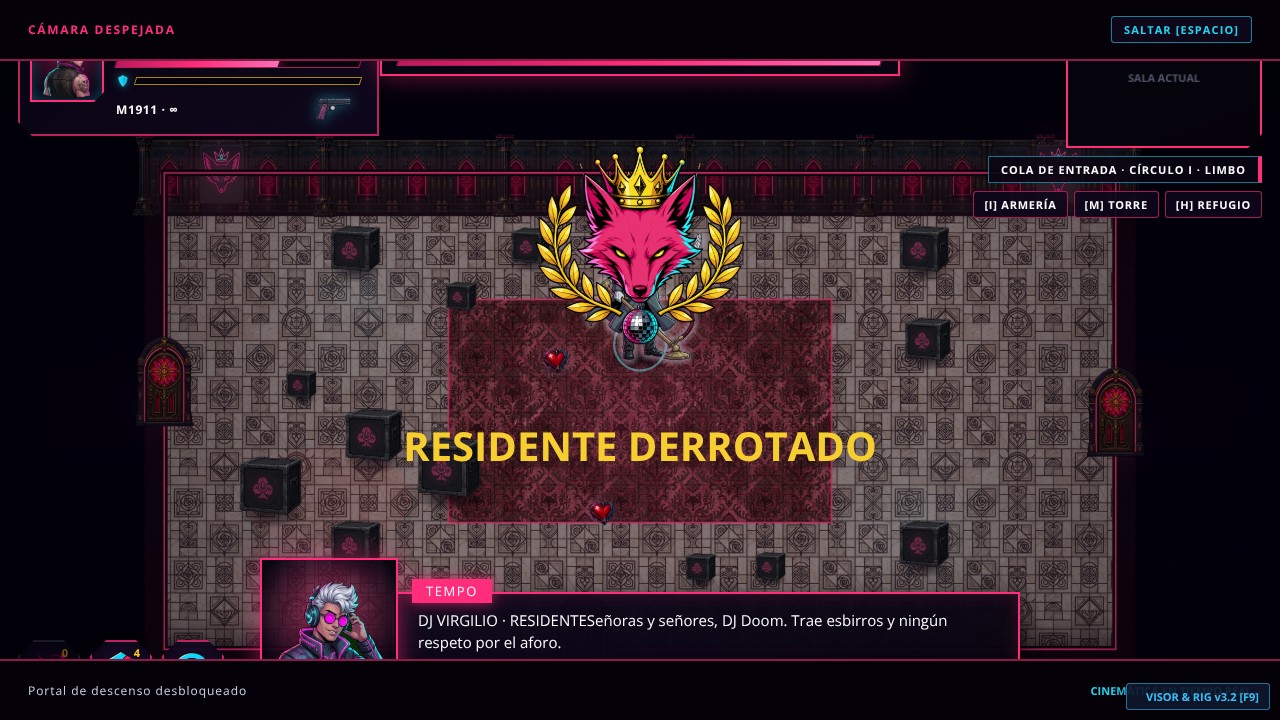 CÁMARA DESPEJADA
SALTAR [ESPACIO]
SALA ACTUAL
M1911 · ∞
COLA DE ENTRADA · CÍRCULO I · LIMBO
[I] ARMERÍA
[M] TORRE
[H] REFUGIO
RESIDENTE DERROTADO
TEMPO
DJ VIRGILIO · RESIDENTESeñoras y señores, DJ Doom. Trae esbirros y ningún
respeto por el aforo.
0
4
Portal de descenso desbloqueado
VISOR & RIG v3.2 [F9]